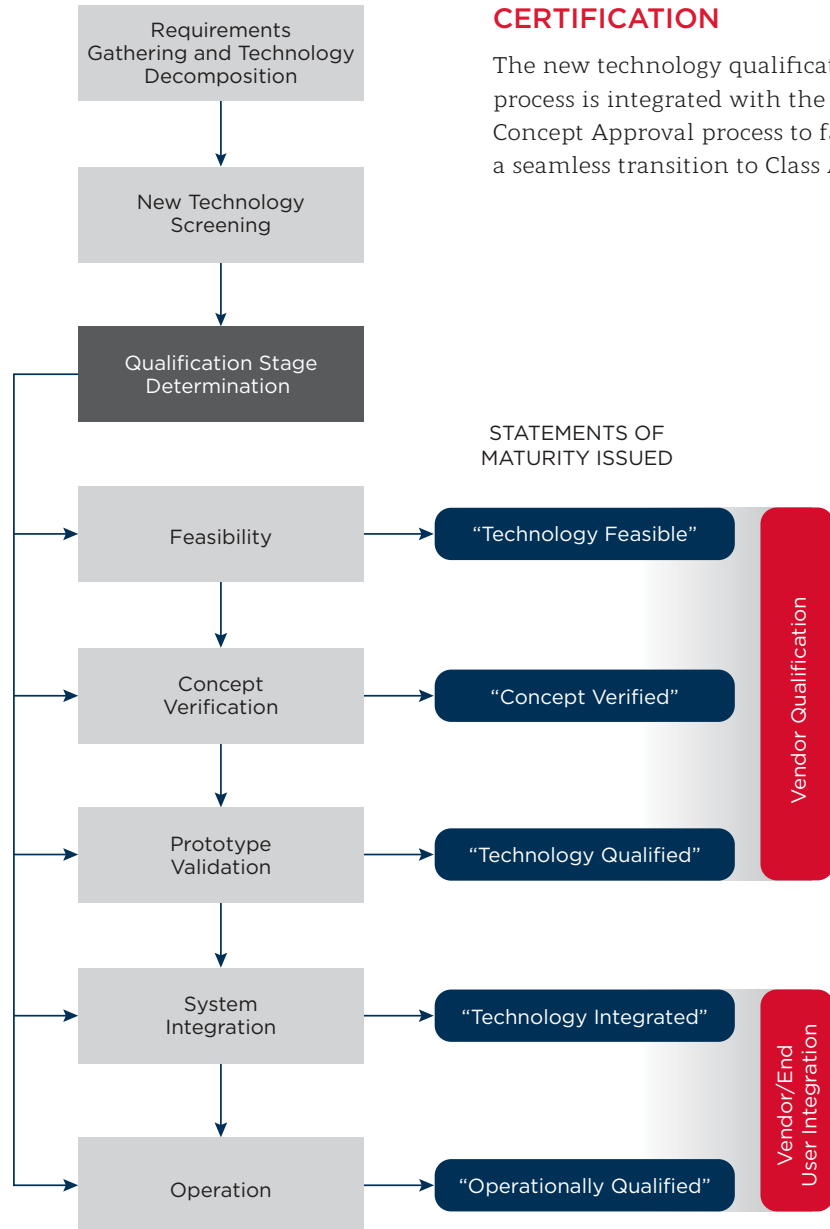 Requirements
Gathering and Technology
Decomposition
CERTIFICATION
The new technology
process is integrated with the
Concept Approval process to
a seamless transition to Class
New Technology
Screening
Qualification Stage
Determination
STATEMENTS OF
MATURITY ISSUED
Feasibility
“Technology Feasible”
Concept
Verification
“Concept Verified”
Prototype
Validation
“Technology Qualified”
Vendor Qualification
System
Integration
“Technology Integrated”
Operation
“Operationally Qualified”
Vendor/End
User Integration